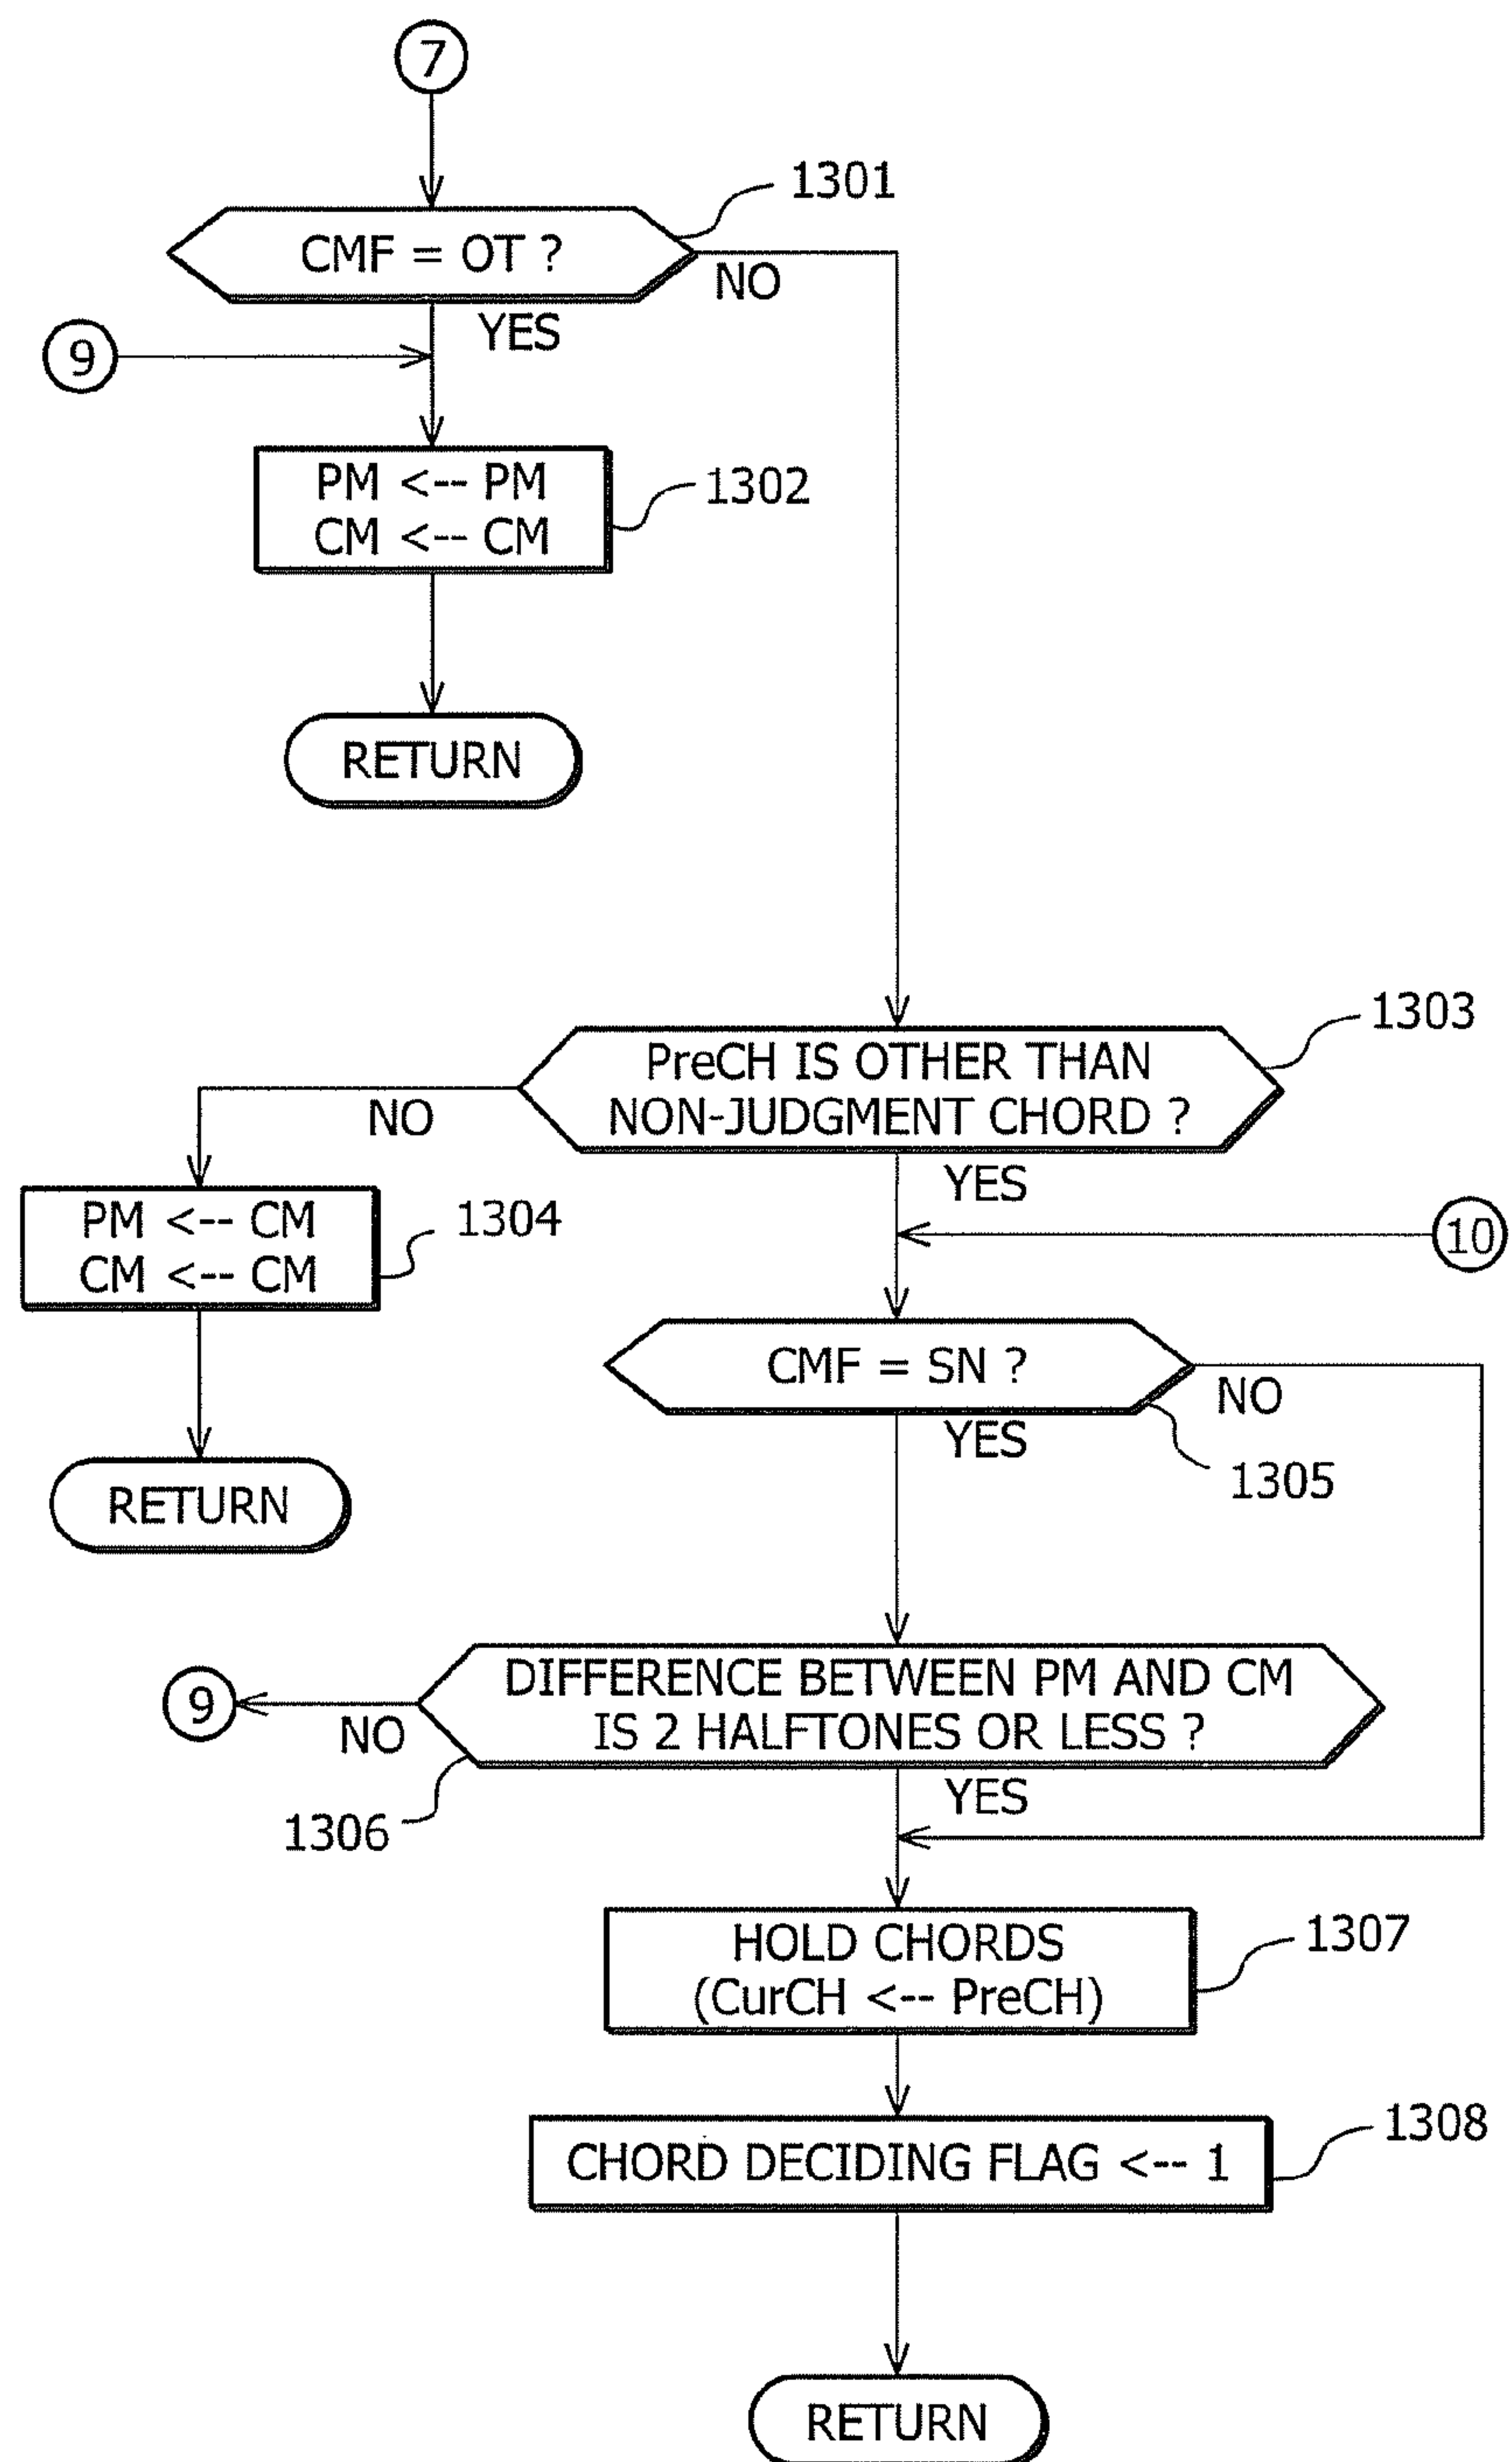 7
1301
CMF = OT ?
NO
YES
9
PM <-- PM
CM <-- CM
1302
RETURN
1303
PreCH IS OTHER THAN
NON-JUDGMENT CHORD ?
NO
YES
PM <-- CM
CM <-- CM
1304
10
CMF = SN ?
NO
YES
1305
RETURN
DIFFERENCE BETWEEN PM AND CM
IS 2 HALFTONES OR LESS ?
9
NO
YES
1306
HOLD CHORDS
(CurCH <-- PreCH)
1307
CHORD DECIDING FLAG <-- 1
1308
RETURN